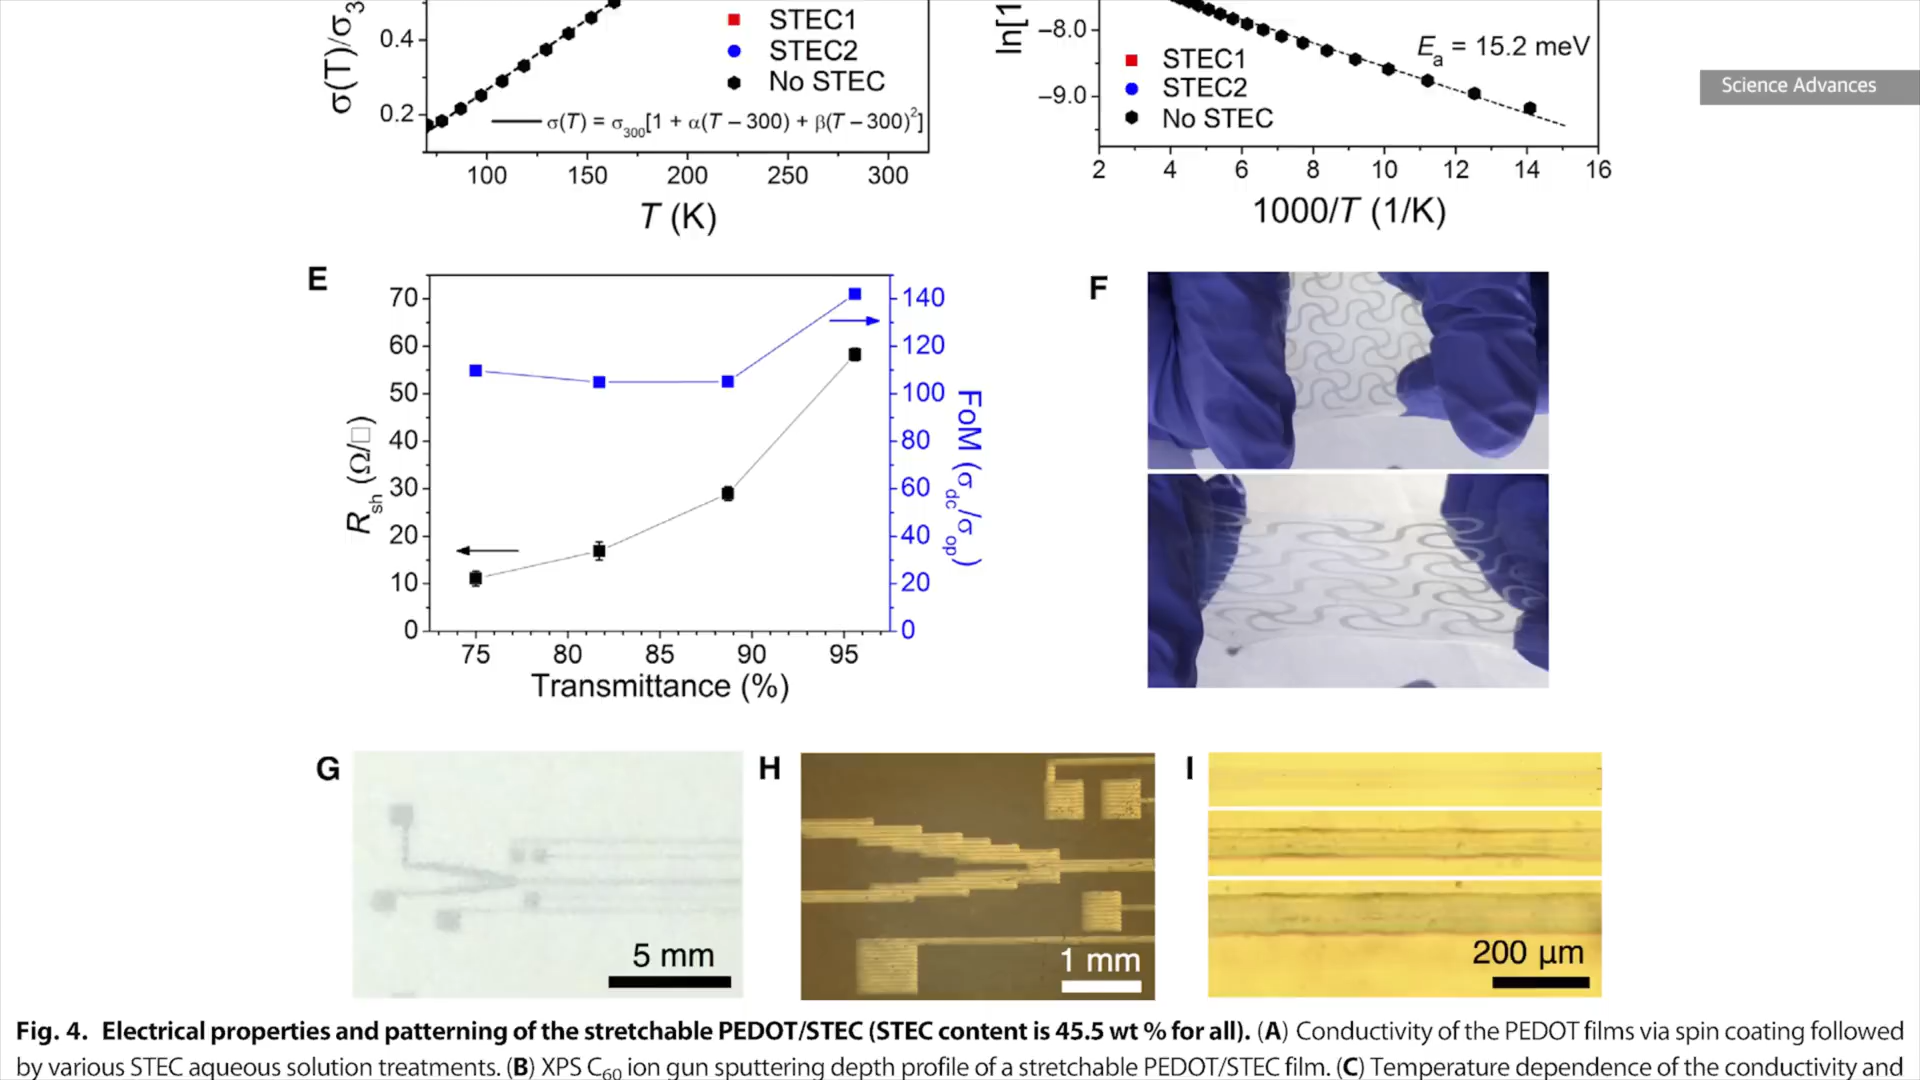 σ(T)/σ3
0.4
0.2
STEC1
STEC2
No STEC
σ(T) = σ300[1 + α(T – 300) + β(T – 300)2]
100 150 200 250 300
T (K)
ln[1
–8.0
–9.0
STEC1
STEC2
No STEC
Ea = 15.2 meV
2 4 6 8 10 12 14 16
1000/T (1/K)
Science Advances
E
70
60
50
40
30
20
10
0
Rsh (Ω/□)
140
120
100
80
60
40
20
0
FoM (σdc/σop)
75 80 85 90 95
Transmittance (%)
F
G
5 mm
H
1 mm
I
200 µm
Fig. 4. Electrical properties and patterning of the stretchable PEDOT/STEC (STEC content is 45.5 wt % for all). (A) Conductivity of the PEDOT films via spin coating followed
by various STEC aqueous solution treatments. (B) XPS C60 ion gun sputtering depth profile of a stretchable PEDOT/STEC film. (C) Temperature dependence of the conductivity and